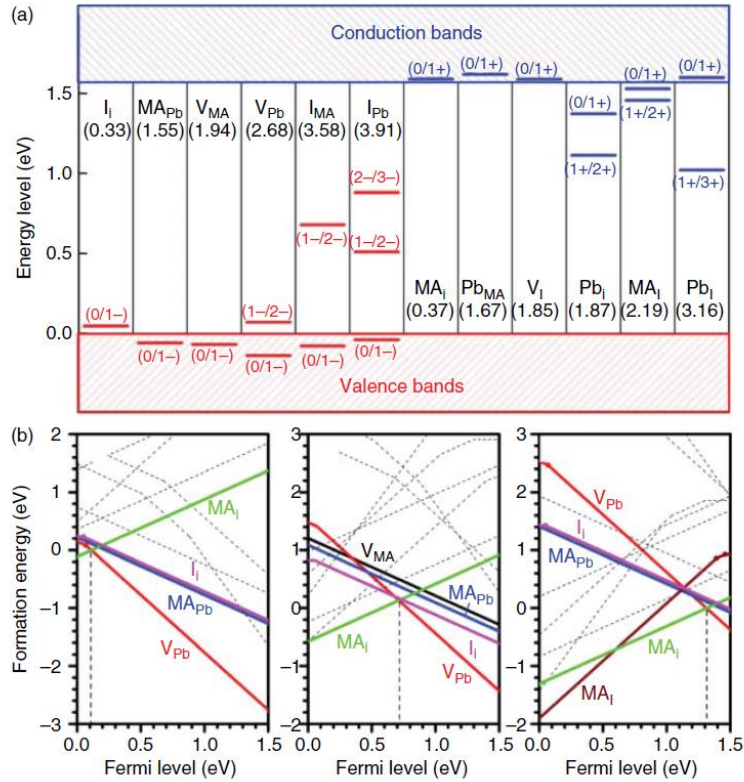 (a)
Conduction bands
(0/1+) (0/1+) (0/1+) (0/1+) (0/1+)
1.5
I_i MA_Pb V_MA V_Pb I_MA I_Pb (0/1+)
(0.33) (1.55) (1.94) (2.68) (3.58) (3.91) (1+/2+)
1.0
(1+/2+) (1+/3+)
(2–/3–)
Energy level (eV)
(1–/2–) (1–/2–)
0.5
MA_i Pb_MA V_I Pb_i MA_I Pb_I
(0/1–) (1–/2–) (0.37) (1.67) (1.85) (1.87) (2.19) (3.16)
0.0
(0/1–) (0/1–) (0/1–) (0/1–) (0/1–)
Valence bands
(b)
Formation energy (eV)
2
1
0
–1
–2
–3
MA_i
I_i
MA_Pb
V_Pb
0.0 0.5 1.0 1.5
Fermi level (eV)
3
2
1
0
–1
–2
V_MA
MA_Pb
I_i
MA_i
V_Pb
0.0 0.5 1.0 1.5
Fermi level (eV)
3
2
1
0
–1
–2
V_Pb
I_i
MA_Pb
MA_i
MA_I
0.0 0.5 1.0 1.5
Fermi level (eV)